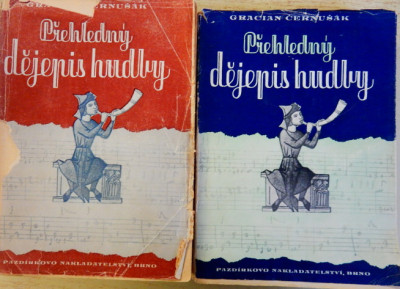 GRACIAN ČERNUŠÁK
Přehledný
dějepis hudby
PAZDÍRKOVO NAKLADATELSTVÍ, BRNO
GRACIAN ČERNUŠÁK
Přehledný
dějepis hudby
PAZDÍRKOVO NAKLADATELSTVÍ, BRNO